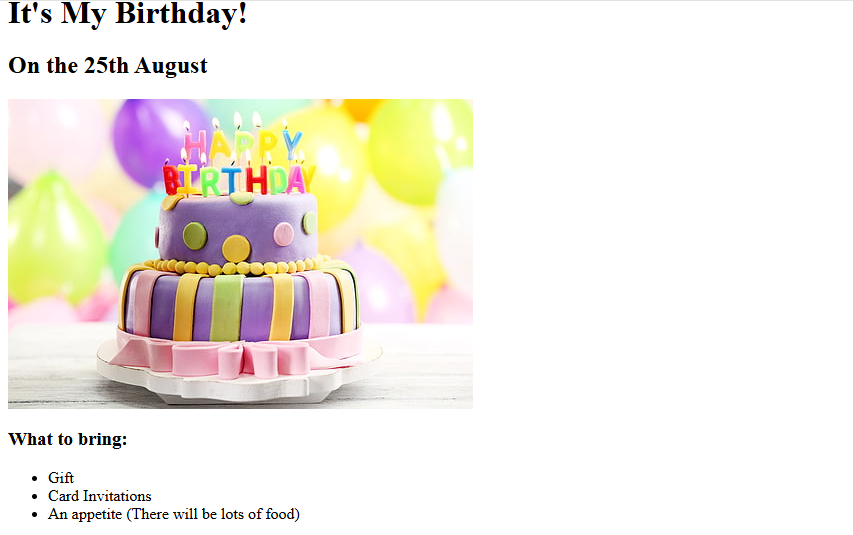 It's My Birthday!
On the 25th August
HAPPY
BIRTHDAY
What to bring:
Gift
Card Invitations
An appetite (There will be lots of food)